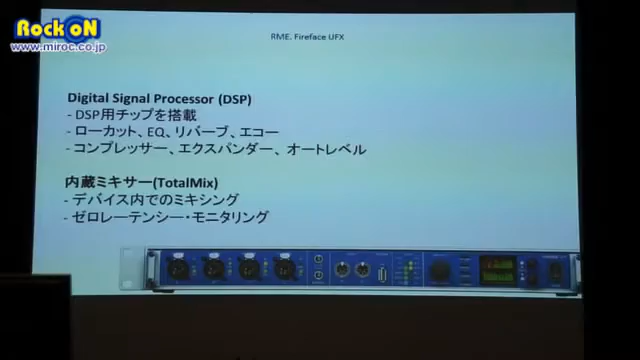 Rock oN
www.miroc.co.jp
RME. Fireface UFX
Digital Signal Processor (DSP)
- DSP用チップを搭載
- ローカット、EQ、リバーブ、エコー
- コンプレッサー、エクスパンダー、オートレベル
内蔵ミキサー(TotalMix)
- デバイス内でのミキシング
- ゼロレーテンシー・モニタリング